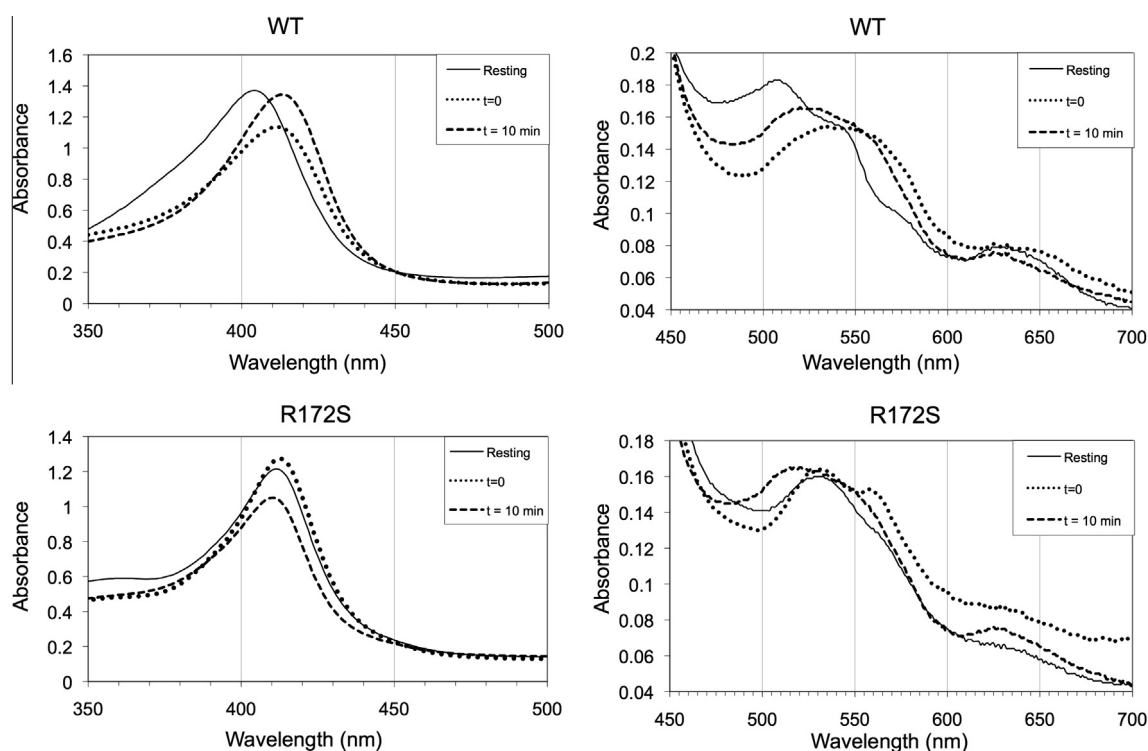 WT
Absorbance
1.6
1.4
1.2
1
0.8
0.6
0.4
0.2
0
350
400
450
500
Wavelength (nm)
Resting
t=0
t = 10 min
WT
Absorbance
0.2
0.18
0.16
0.14
0.12
0.1
0.08
0.06
0.04
450
500
550
600
650
700
Wavelength (nm)
Resting
t=0
t = 10 min
R172S
Absorbance
1.4
1.2
1
0.8
0.6
0.4
0.2
0
350
400
450
500
Wavelength (nm)
Resting
t=0
t = 10 min
R172S
Absorbance
0.18
0.16
0.14
0.12
0.1
0.08
0.06
0.04
450
500
550
600
650
700
Wavelength (nm)
Resting
t=0
t = 10 min